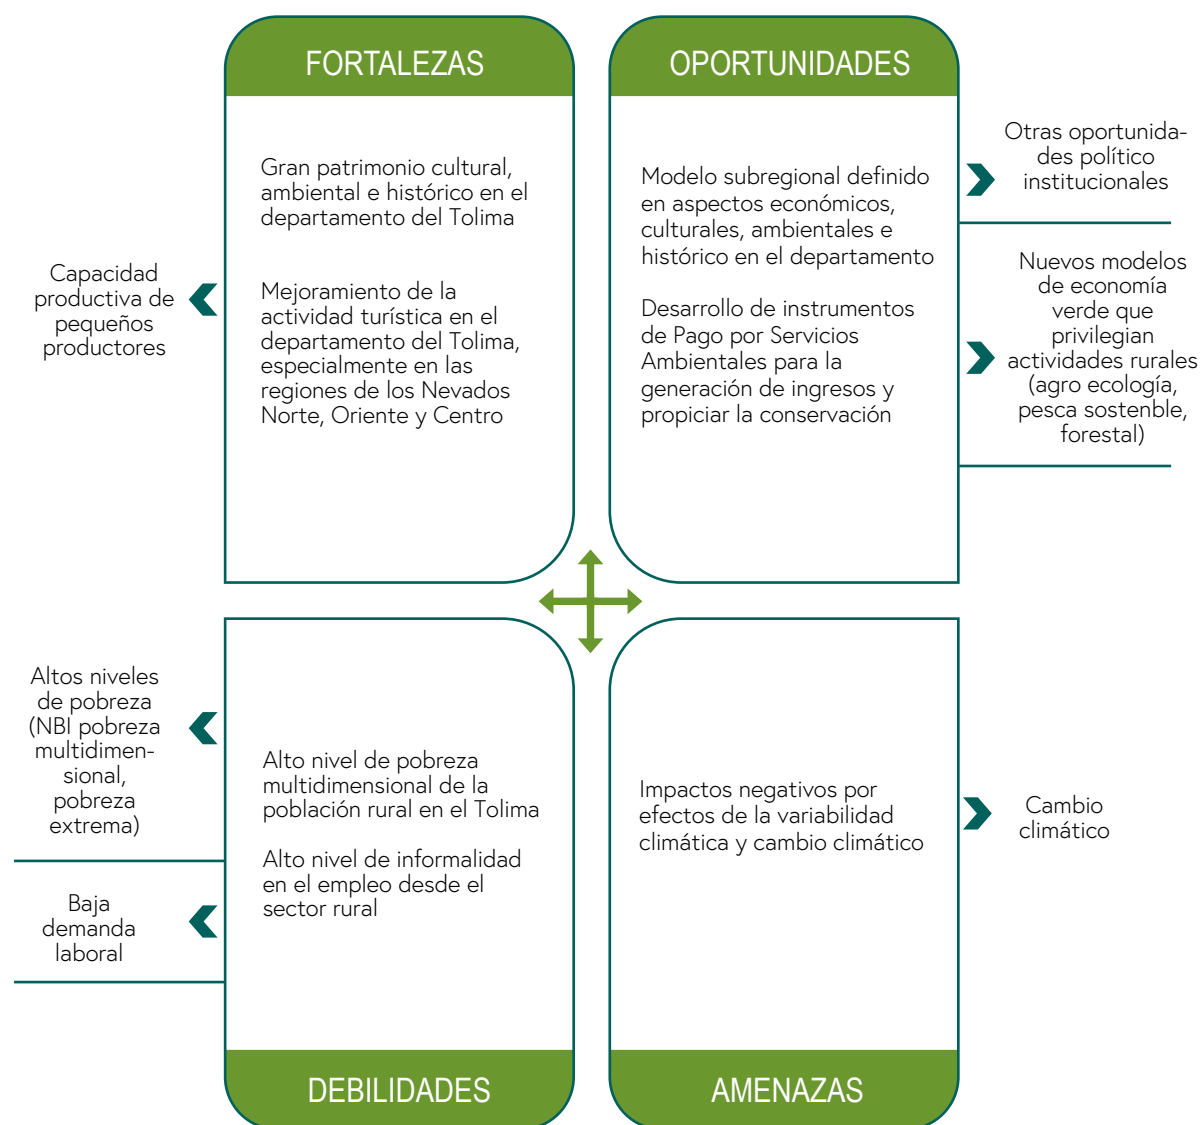 FORTALEZAS
Gran patrimonio cultural,
ambiental e histórico en el
departamento del Tolima
Mejoramiento de la
actividad turística en el
departamento del Tolima,
especialmente en las
regiones de los Nevados
Norte, Oriente y Centro
Capacidad
productiva de
pequeños
productores
OPORTUNIDADES
Modelo subregional definido
en aspectos económicos,
culturales, ambientales e
histórico en el departamento
Desarrollo de instrumentos
de Pago por Servicios
Ambientales para la
generación de ingresos y
propiciar la conservación
Otras oportunida-
des político
institucionales
Nuevos modelos
de economía
verde que
privilegian
actividades rurales
(agro ecología,
pesca sostenble,
forestal)
Altos niveles
de pobreza
(NBI pobreza
multidimen-
sional,
pobreza
extrema)
Baja
demanda
laboral
Alto nivel de pobreza
multidimensional de la
población rural en el Tolima
Alto nivel de informalidad
en el empleo desde el
sector rural
DEBILIDADES
Impactos negativos por
efectos de la variabilidad
climática y cambio climático
Cambio
climático
AMENAZAS